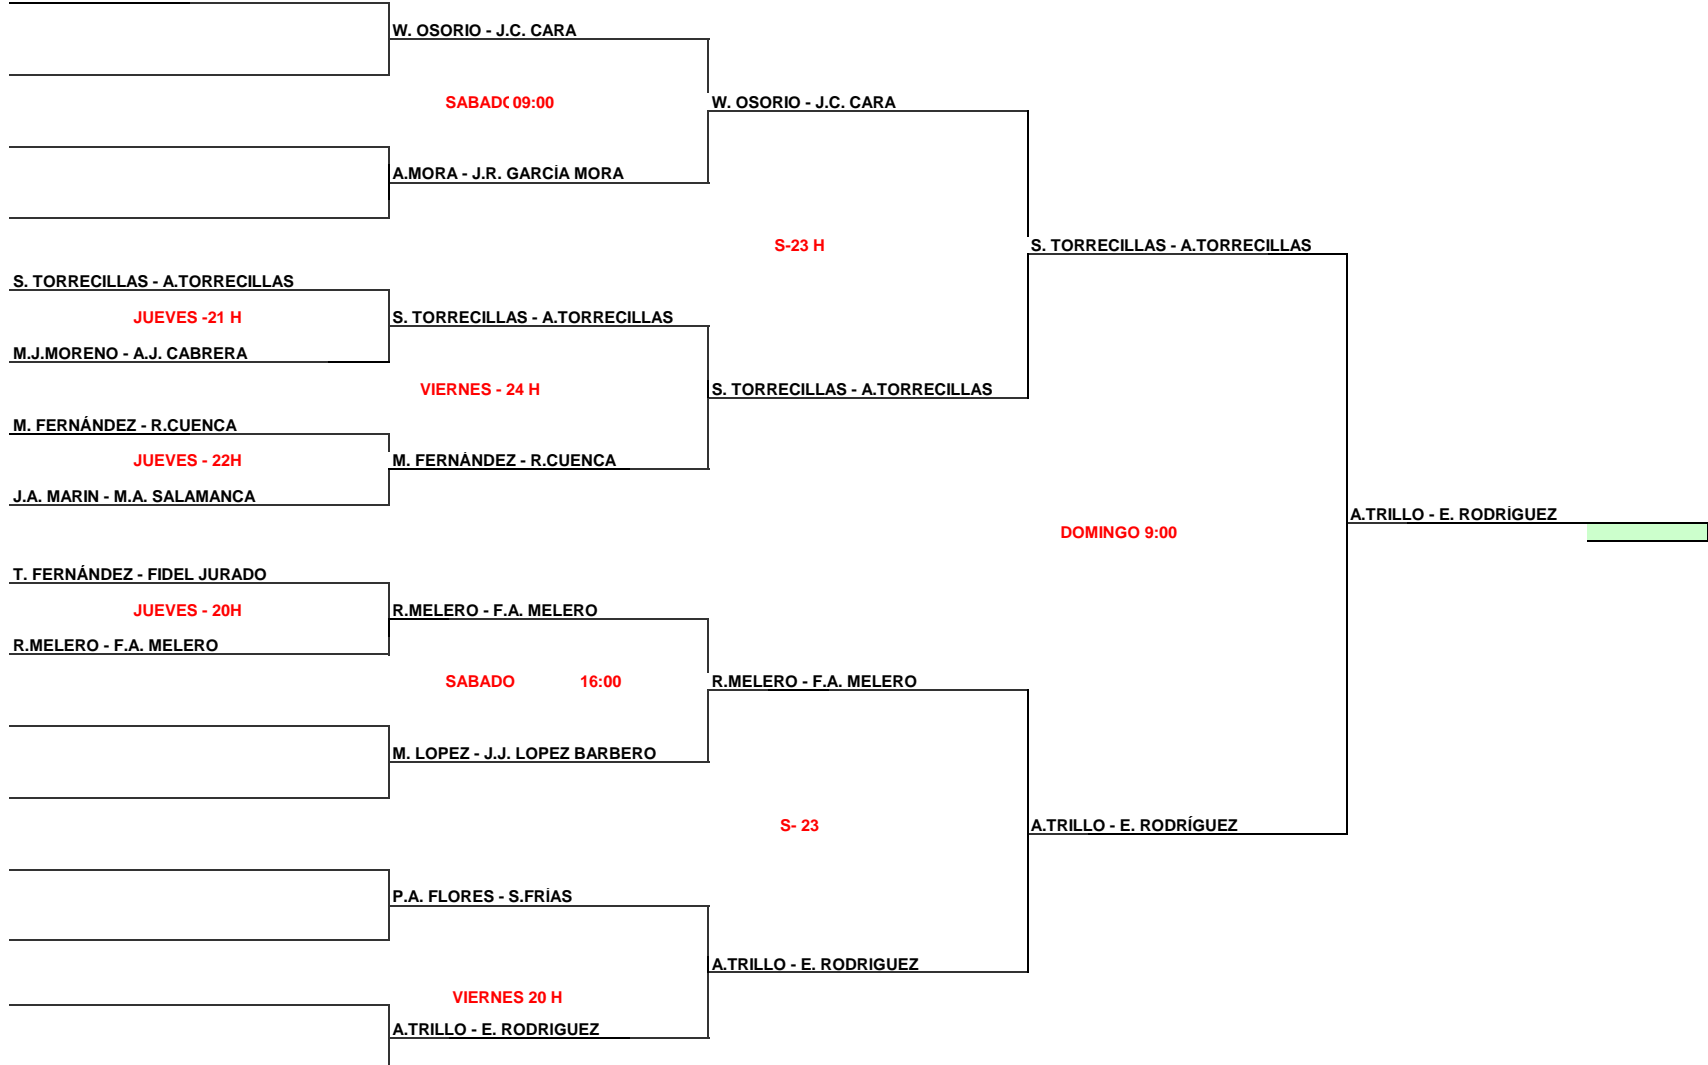 W. OSORIO - J.C. CARA
SABADO 09:00
W. OSORIO - J.C. CARA
A.MORA - J.R. GARCÍA MORA
S-23 H
S. TORRECILLAS - A.TORRECILLAS
S. TORRECILLAS - A.TORRECILLAS
JUEVES -21 H
S. TORRECILLAS - A.TORRECILLAS
M.J.MORENO - A.J. CABRERA
VIERNES - 24 H
S. TORRECILLAS - A.TORRECILLAS
M. FERNÁNDEZ - R.CUENCA
JUEVES - 22H
M. FERNÁNDEZ - R.CUENCA
J.A. MARIN - M.A. SALAMANCA
A.TRILLO - E. RODRÍGUEZ
DOMINGO 9:00
T. FERNÁNDEZ - FIDEL JURADO
JUEVES - 20H
R.MELERO - F.A. MELERO
R.MELERO - F.A. MELERO
SABADO 16:00
R.MELERO - F.A. MELERO
M. LOPEZ - J.J. LOPEZ BARBERO
S- 23
A.TRILLO - E. RODRÍGUEZ
P.A. FLORES - S.FRÍAS
A.TRILLO - E. RODRIGUEZ
VIERNES 20 H
A.TRILLO - E. RODRIGUEZ